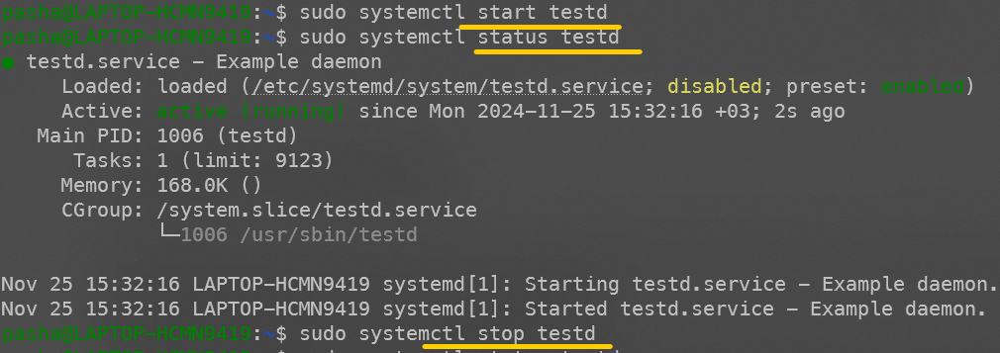 pasha@LAPTOP-HCMN9419:~$ sudo systemctl start testd
pasha@LAPTOP-HCMN9419:~$ sudo systemctl status testd
● testd.service – Example daemon
Loaded: loaded (/etc/systemd/system/testd.service; disabled; preset: enabled)
Active: active (running) since Mon 2024-11-25 15:32:16 +03; 2s ago
Main PID: 1006 (testd)
Tasks: 1 (limit: 9123)
Memory: 168.0K ()
CGroup: /system.slice/testd.service
└─1006 /usr/sbin/testd
Nov 25 15:32:16 LAPTOP-HCMN9419 systemd[1]: Starting testd.service – Example daemon.
Nov 25 15:32:16 LAPTOP-HCMN9419 systemd[1]: Started testd.service – Example daemon.
pasha@LAPTOP-HCMN9419:~$ sudo systemctl stop testd